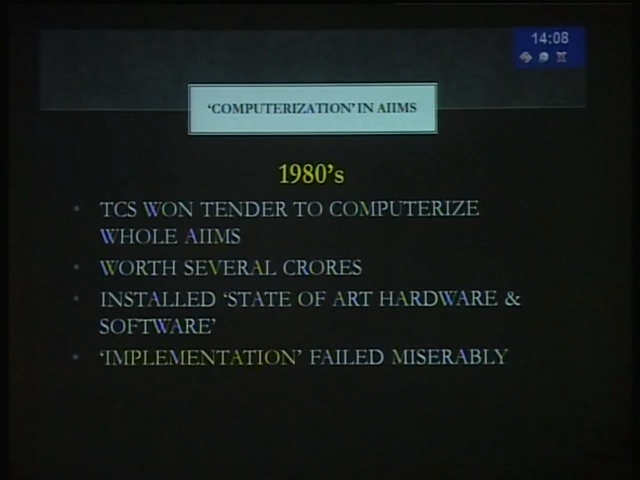 14:08
‘COMPUTERIZATION’ IN AIIMS
1980’s
• TCS WON TENDER TO COMPUTERIZE
WHOLE AIIMS
• WORTH SEVERAL CRORES
• INSTALLED ‘STATE OF ART HARDWARE &
SOFTWARE’
• ‘IMPLEMENTATION’ FAILED MISERABLY